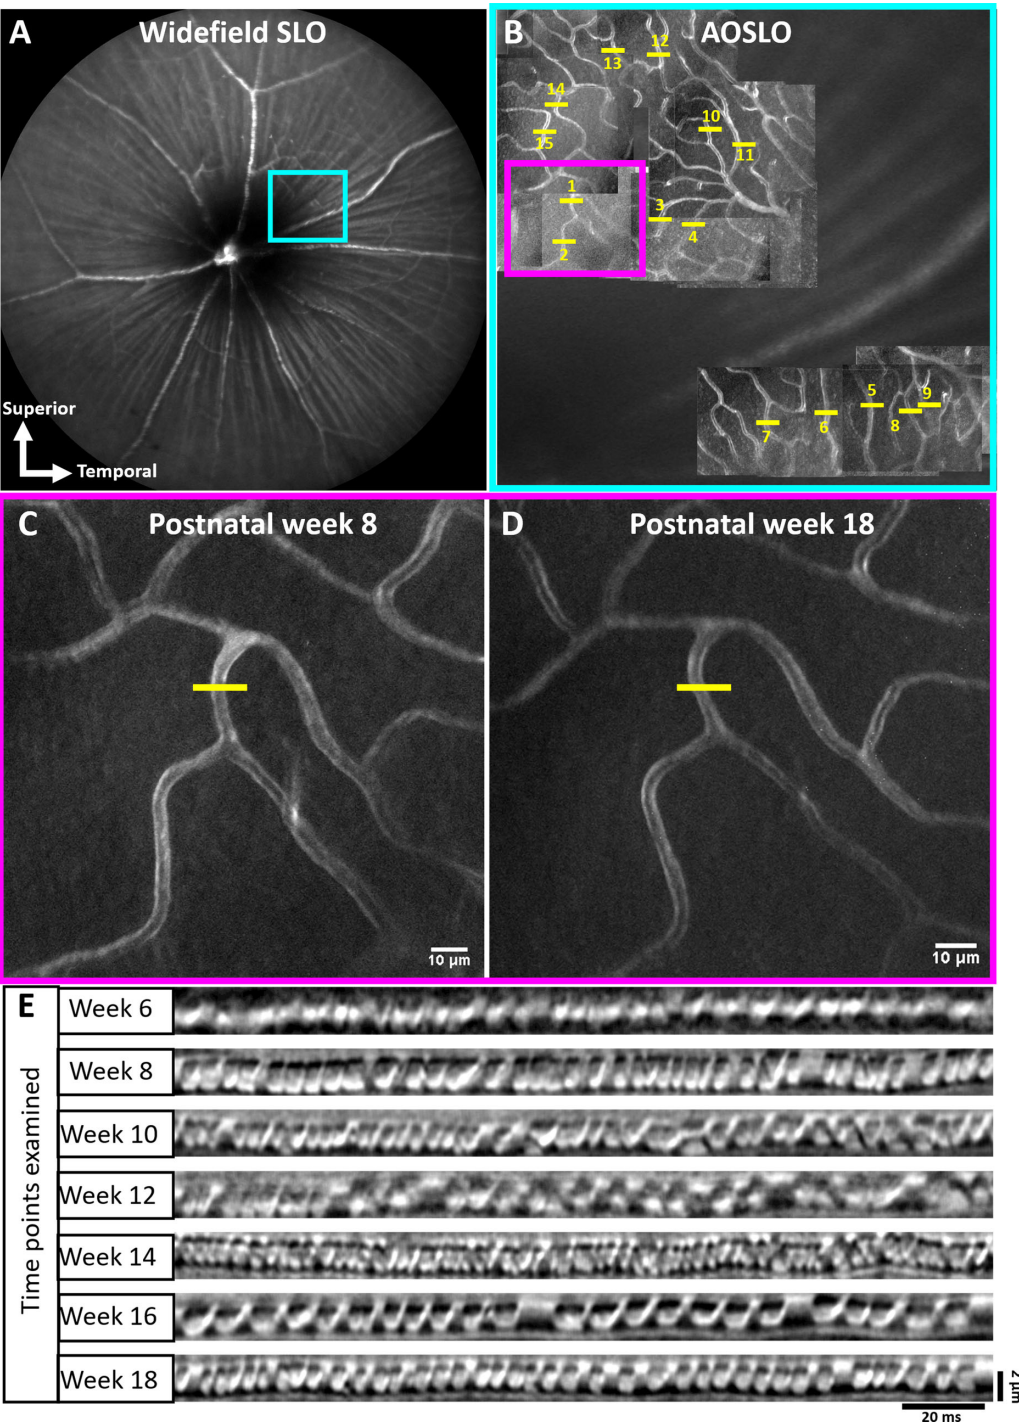 A
Widefield SLO
Superior
Temporal
B
AOSLO
12
13
14
15
10
11
1
2
3
4
5
9
8
6
7
C
Postnatal week 8
10 µm
D
Postnatal week 18
10 µm
E
Time points examined
Week 6
Week 8
Week 10
Week 12
Week 14
Week 16
Week 18
2 µm
20 ms